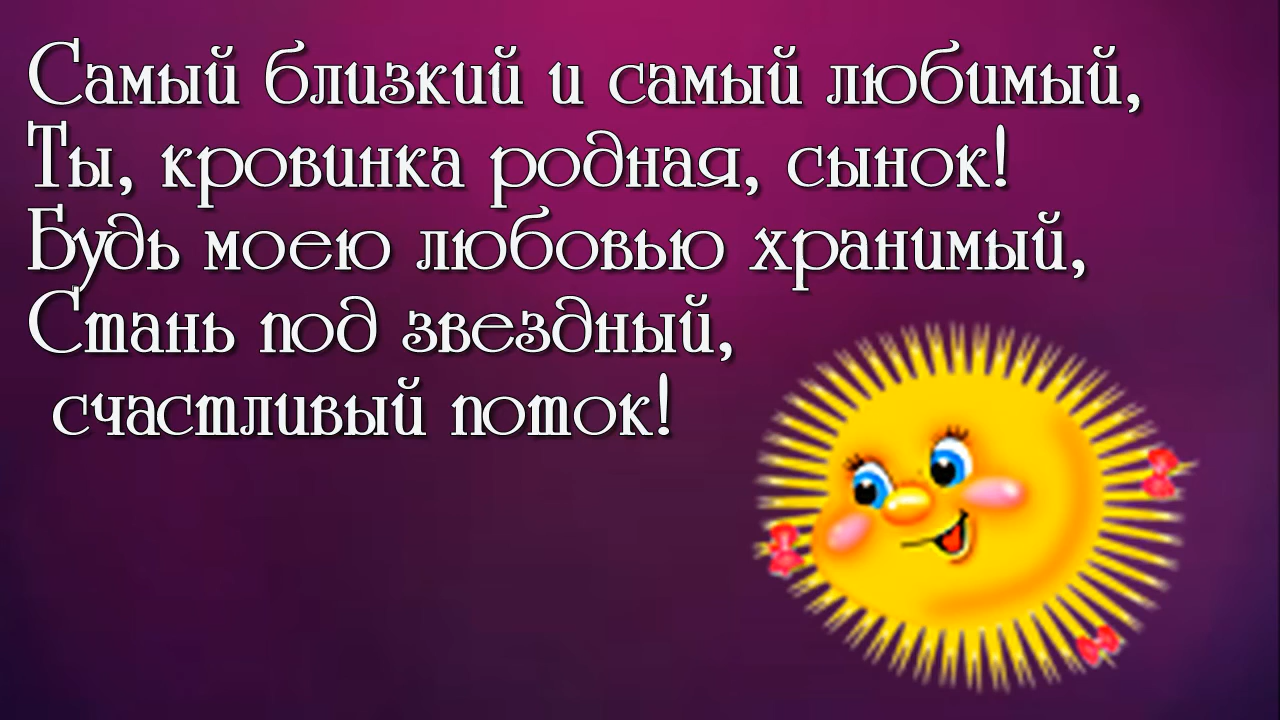 Самый близкий и самый любимый,
Ты, кровинка родная, сынок!
Будь моею любовью хранимый,
Стань под звездный,
счастливый поток!